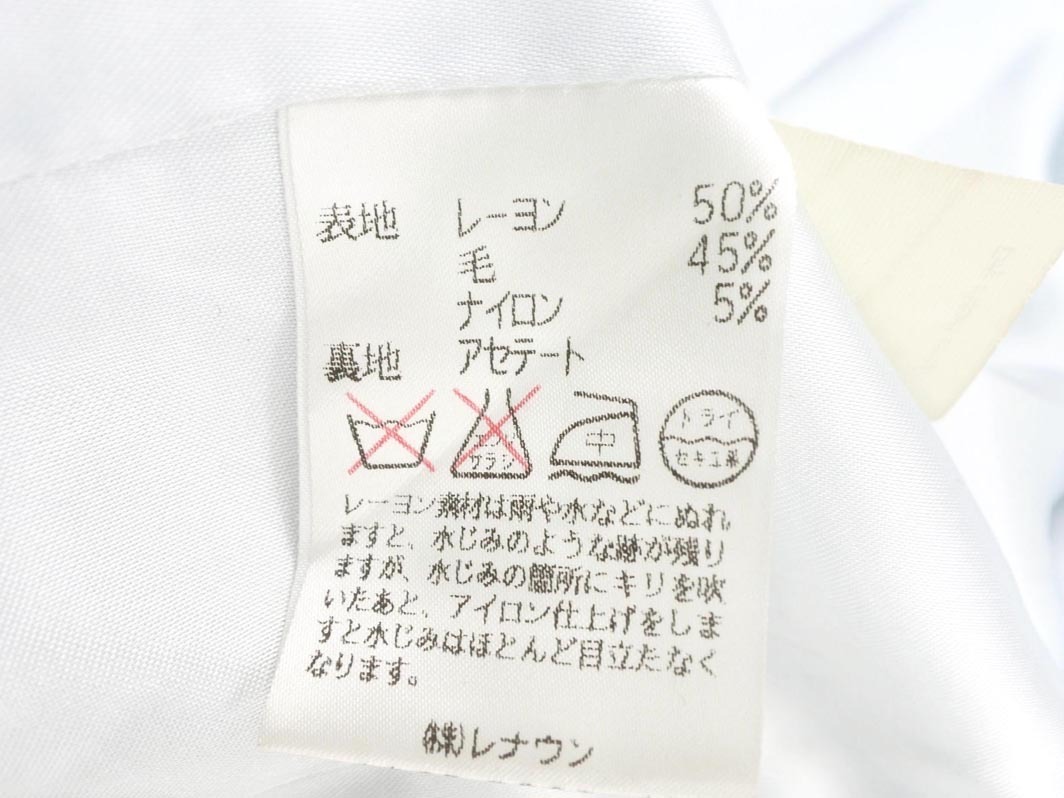 表地 レーヨン 50%
毛 45%
ナイロン 5%
裏地 アセテート
サラシ 中 ドライ
セキユ系
レーヨン素材は雨や水などにぬれ
ますと、水じみのような跡が残り
ますが、水じみの箇所にキリを吹
いたあと、アイロン仕上げをしま
すと水じみはほとんど目立たなく
なります。
㈱レナウン